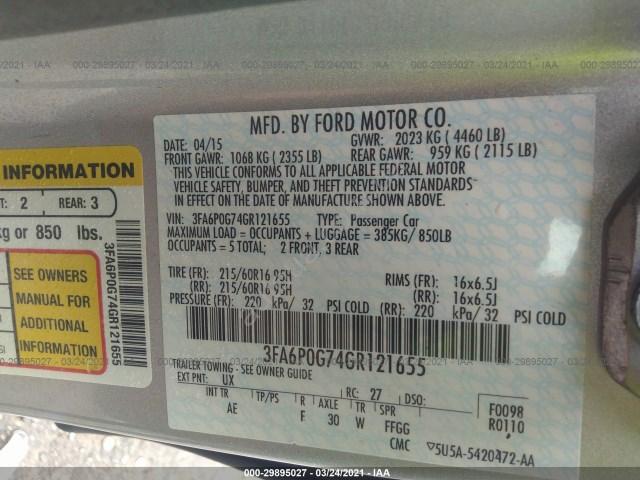 000-29895027 - 03/24/2021 - IAA
MFD. BY FORD MOTOR CO.
DATE: 04/15 GVWR: 2023 KG ( 4460 LB)
FRONT GAWR: 1068 KG ( 2355 LB) REAR GAWR: 959 KG ( 2115 LB)
THIS VEHICLE CONFORMS TO ALL APPLICABLE FEDERAL MOTOR
VEHICLE SAFETY, BUMPER, AND THEFT PREVENTION STANDARDS
IN EFFECT ON THE DATE OF MANUFACTURE SHOWN ABOVE.
VIN: 3FA6P0G74GR121655 TYPE: Passenger Car
MAXIMUM LOAD = OCCUPANTS + LUGGAGE = 385KG/ 850LB
OCCUPANTS = 5 TOTAL; 2 FRONT, 3 REAR
TIRE (FR): 215/60R16 95H RIMS (FR): 16x6.5J
(RR): 215/60R16 95H (RR): 16x6.5J
PRESSURE (FR): 220 kPa/ 32 PSI COLD (RR): 220 kPa/ 32 PSI COLD
3FA6P0G74GR121655
TRAILER TOWING - SEE OWNER GUIDE
EXT PNT: UX RC: 27 DSO:
INT TR TP/PS R AXLE TR SPR
AE F 30 W FFGG
F0098
R0110
CMC ▽5U5A-5420472-AA
INFORMATION
T: 2 REAR: 3
kg or 850 lbs.
SEE OWNERS
MANUAL FOR
ADDITIONAL
INFORMATION
3FA6P0G74GR121655
000-29895027 - 03/24/2021 - IAA